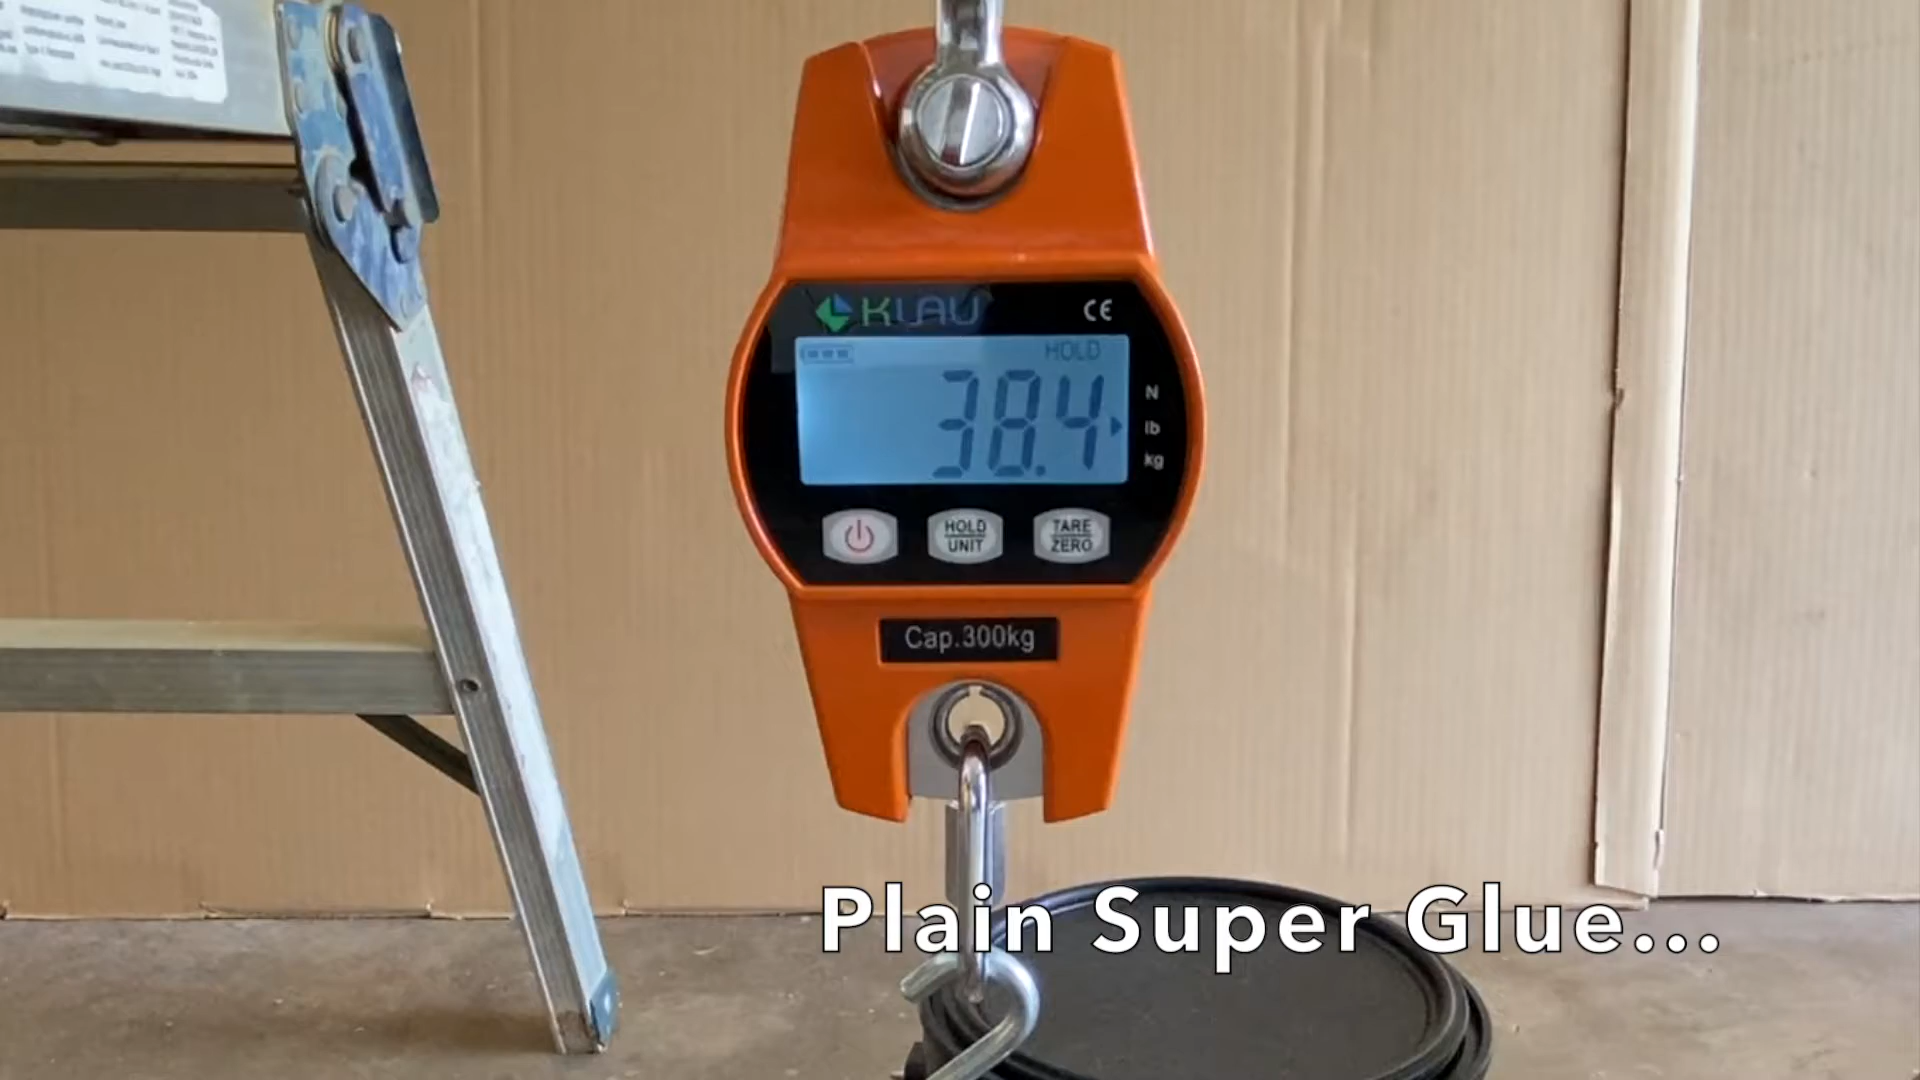 KLAU
CE
HOLD
38.4
N
lb
kg
HOLD
UNIT
TARE
ZERO
Cap.300kg
Plain Super Glue...